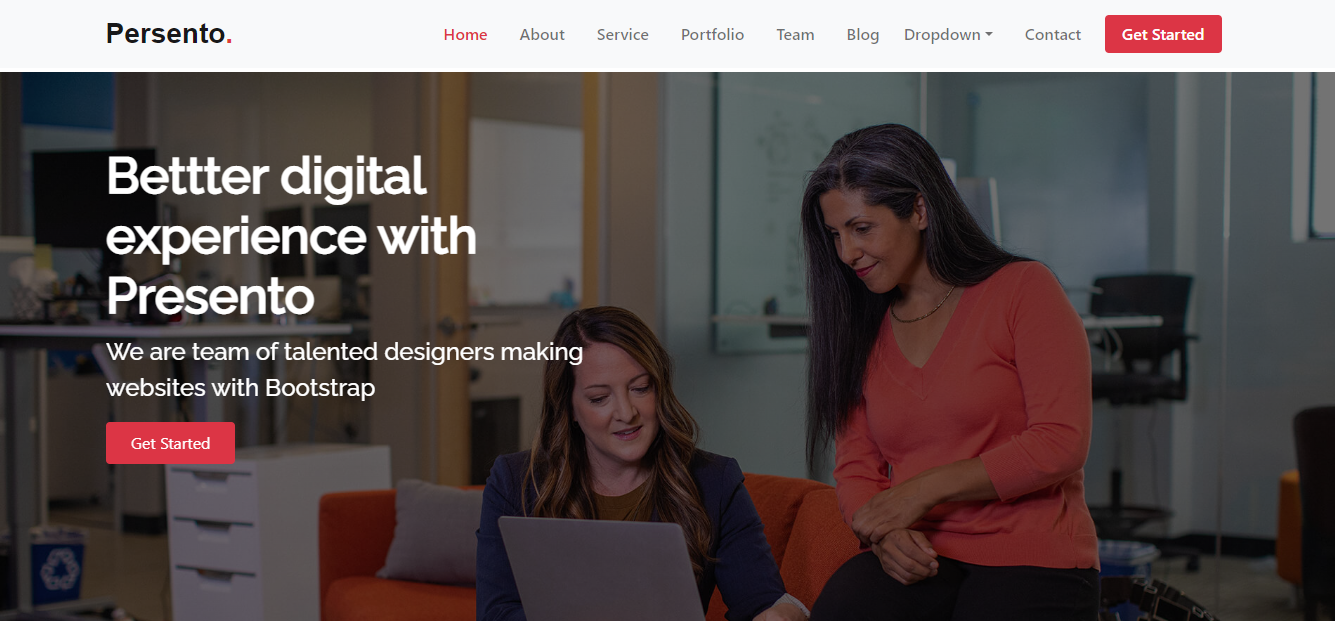 Persento.
Home About Service Portfolio Team Blog Dropdown Contact Get Started
Bettter digital
experience with
Presento
We are team of talented designers making
websites with Bootstrap
Get Started